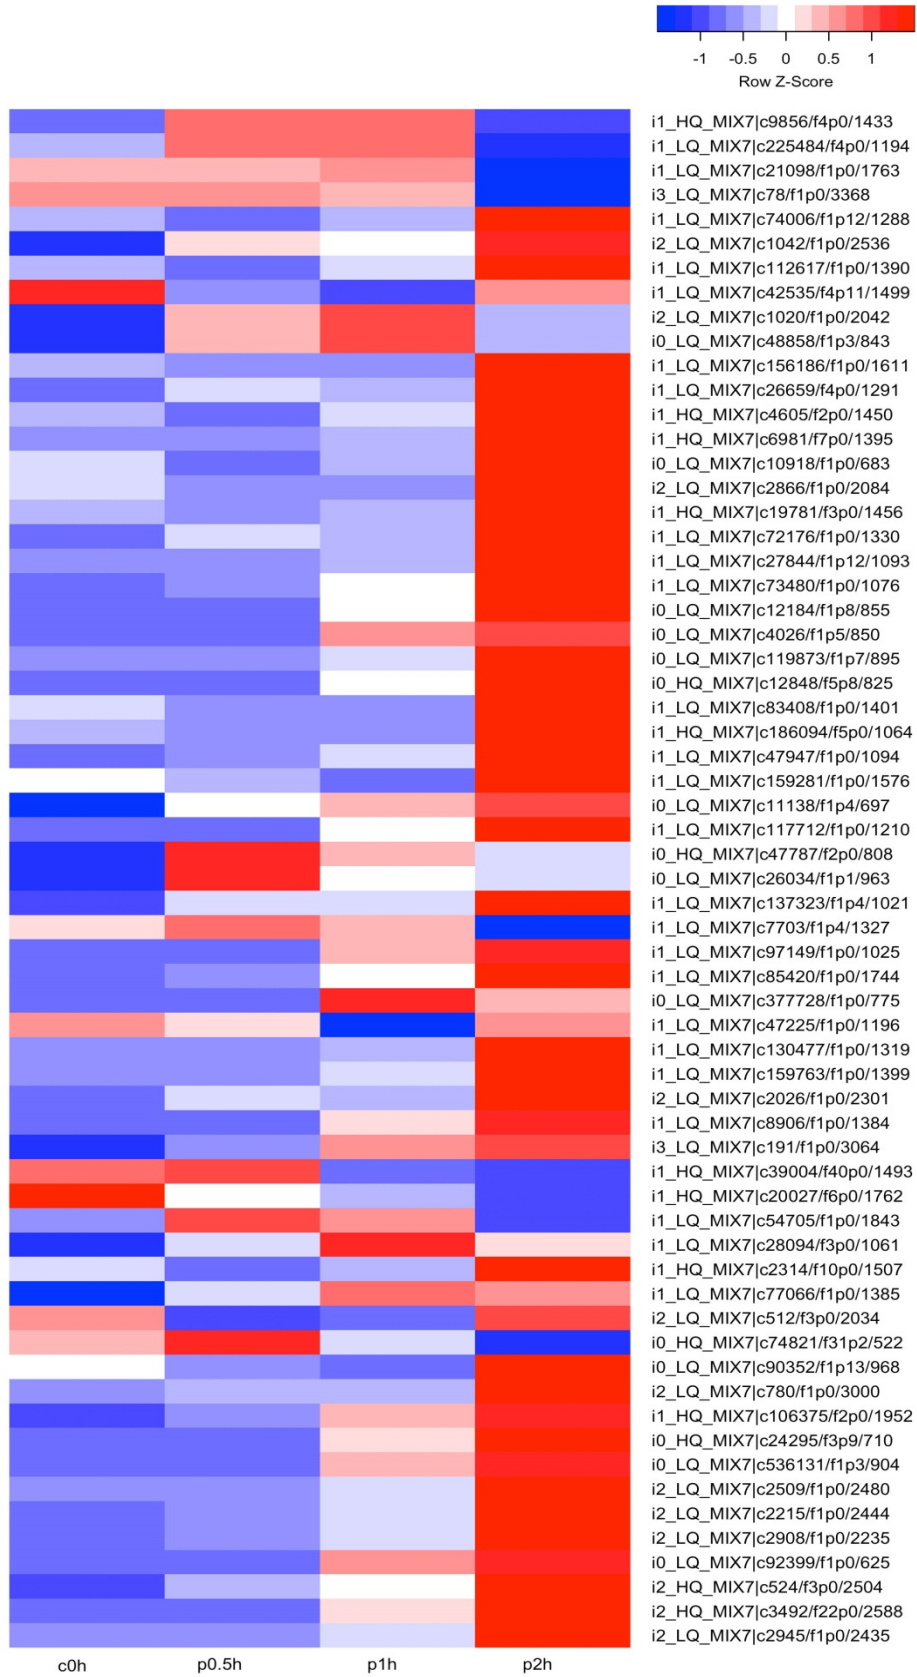 -1 -0.5 0 0.5 1
Row Z-Score
i1_HQ_MIX7|c9856/f4p0/1433
i1_LQ_MIX7|c225484/f4p0/1194
i1_LQ_MIX7|c21098/f1p0/1763
i3_LQ_MIX7|c78/f1p0/3368
i1_LQ_MIX7|c74006/f1p12/1288
i2_LQ_MIX7|c1042/f1p0/2536
i1_LQ_MIX7|c112617/f1p0/1390
i1_LQ_MIX7|c42535/f4p11/1499
i2_LQ_MIX7|c1020/f1p0/2042
i0_LQ_MIX7|c48858/f1p3/843
i1_LQ_MIX7|c156186/f1p0/1611
i1_LQ_MIX7|c26659/f4p0/1291
i1_HQ_MIX7|c4605/f2p0/1450
i1_HQ_MIX7|c6981/f7p0/1395
i0_LQ_MIX7|c10918/f1p0/683
i2_LQ_MIX7|c2866/f1p0/2084
i1_HQ_MIX7|c19781/f3p0/1456
i1_LQ_MIX7|c72176/f1p0/1330
i1_LQ_MIX7|c27844/f1p12/1093
i1_LQ_MIX7|c73480/f1p0/1076
i0_LQ_MIX7|c12184/f1p8/855
i0_LQ_MIX7|c4026/f1p5/850
i0_LQ_MIX7|c119873/f1p7/895
i0_HQ_MIX7|c12848/f5p8/825
i1_LQ_MIX7|c83408/f1p0/1401
i1_HQ_MIX7|c186094/f5p0/1064
i1_LQ_MIX7|c47947/f1p0/1094
i1_LQ_MIX7|c159281/f1p0/1576
i0_LQ_MIX7|c11138/f1p4/697
i1_LQ_MIX7|c117712/f1p0/1210
i0_HQ_MIX7|c47787/f2p0/808
i0_LQ_MIX7|c26034/f1p1/963
i1_LQ_MIX7|c137323/f1p4/1021
i1_LQ_MIX7|c7703/f1p4/1327
i1_LQ_MIX7|c97149/f1p0/1025
i1_LQ_MIX7|c85420/f1p0/1744
i0_LQ_MIX7|c377728/f1p0/775
i1_LQ_MIX7|c47225/f1p0/1196
i1_LQ_MIX7|c130477/f1p0/1319
i1_LQ_MIX7|c159763/f1p0/1399
i2_LQ_MIX7|c2026/f1p0/2301
i1_LQ_MIX7|c8906/f1p0/1384
i3_LQ_MIX7|c191/f1p0/3064
i1_HQ_MIX7|c39004/f40p0/1493
i1_HQ_MIX7|c20027/f6p0/1762
i1_LQ_MIX7|c54705/f1p0/1843
i1_LQ_MIX7|c28094/f3p0/1061
i1_HQ_MIX7|c2314/f10p0/1507
i1_LQ_MIX7|c77066/f1p0/1385
i2_LQ_MIX7|c512/f3p0/2034
i0_HQ_MIX7|c74821/f31p2/522
i0_LQ_MIX7|c90352/f1p13/968
i2_LQ_MIX7|c780/f1p0/3000
i1_HQ_MIX7|c106375/f2p0/1952
i0_HQ_MIX7|c24295/f3p9/710
i0_LQ_MIX7|c536131/f1p3/904
i2_LQ_MIX7|c2509/f1p0/2480
i2_LQ_MIX7|c2215/f1p0/2444
i2_LQ_MIX7|c2908/f1p0/2235
i0_LQ_MIX7|c92399/f1p0/625
i2_HQ_MIX7|c524/f3p0/2504
i2_HQ_MIX7|c3492/f22p0/2588
i2_LQ_MIX7|c2945/f1p0/2435
c0h p0.5h p1h p2h